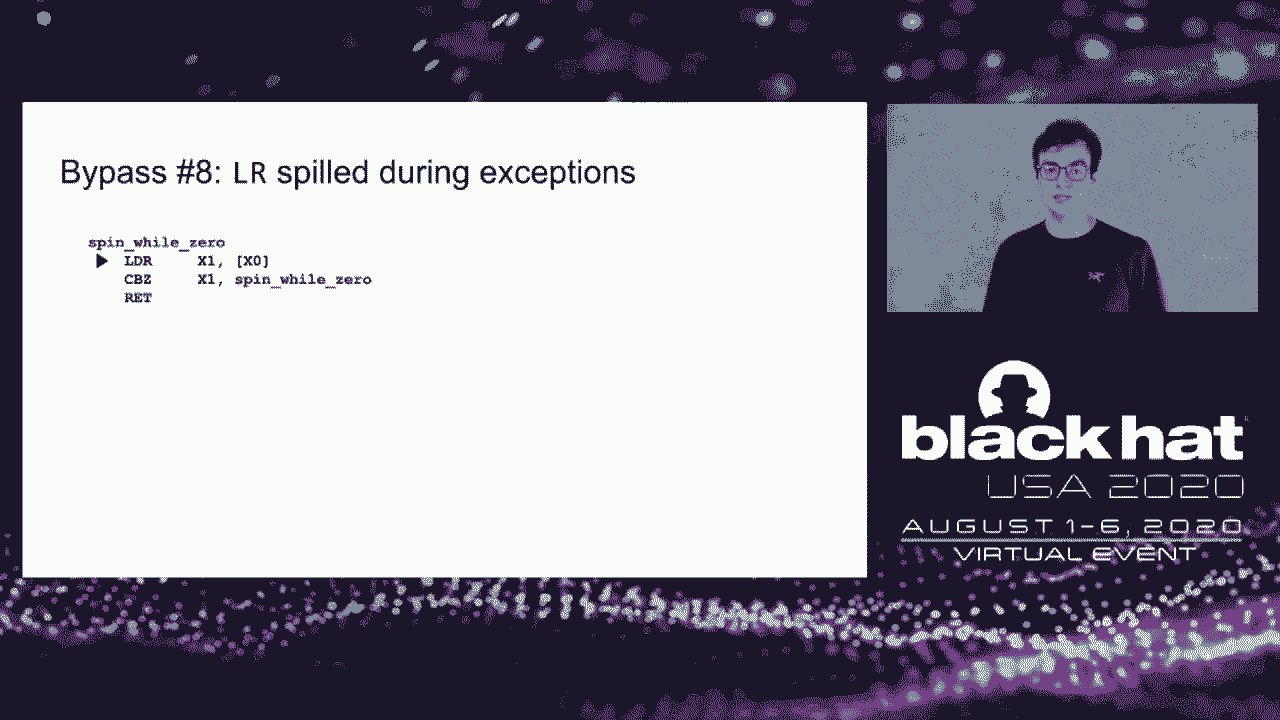 Bypass #8: LR spilled during exceptions
spin_while_zero
LDR X1, [X0]
CBZ X1, spin_while_zero
RET
black hat
USA 2020
AUGUST 1-6, 2020
VIRTUAL EVENT